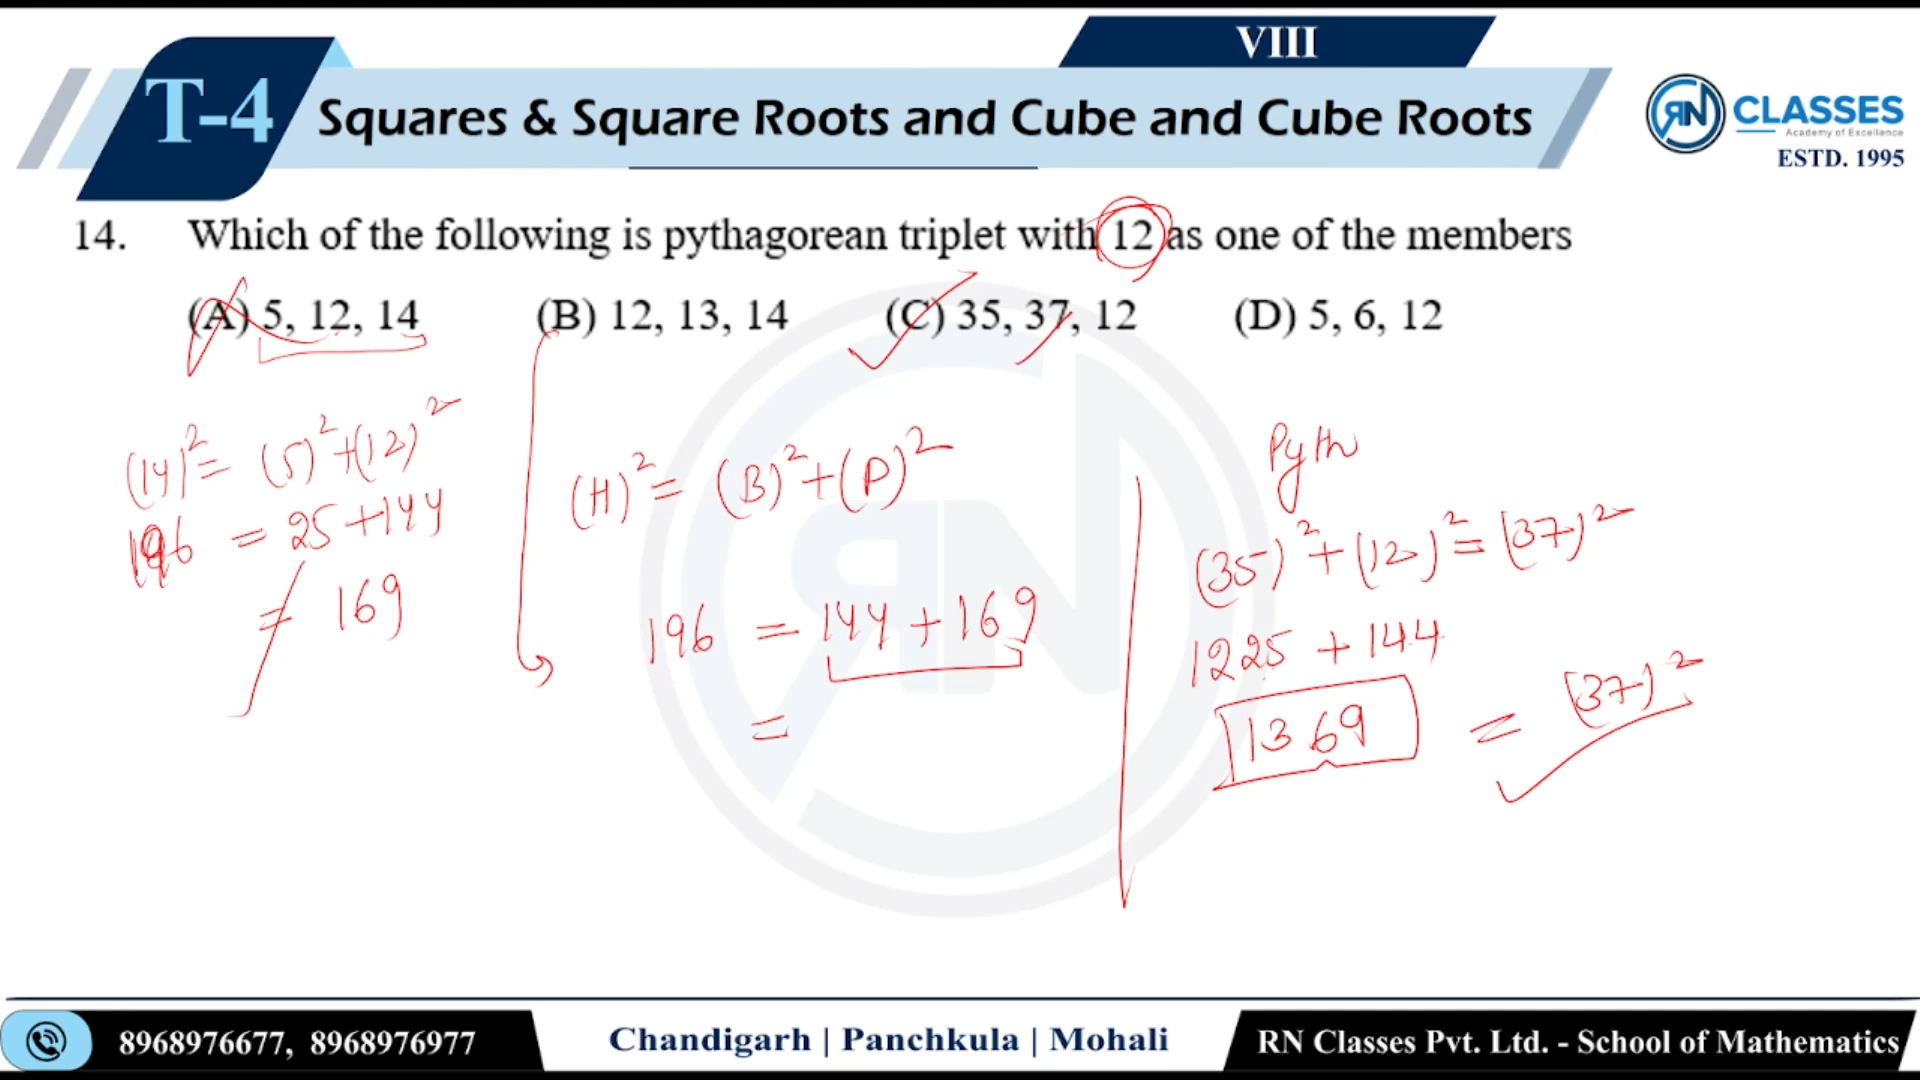 VIII
T-4 Squares & Square Roots and Cube and Cube Roots
RN CLASSES
Academy of Excellence
ESTD. 1995
14. Which of the following is pythagorean triplet with 12 as one of the members
(A) 5, 12, 14 (B) 12, 13, 14 (C) 35, 37, 12 (D) 5, 6, 12
(14)² = (5)² + (12)²
196 = 25 + 144
= 169
(H)² = (B)² + (P)²
196 = 144 + 169
=
Pyth
(35)² + (12)² = (37)²
1225 + 144
1369 = (37)²
8968976677, 8968976977
Chandigarh | Panchkula | Mohali
RN Classes Pvt. Ltd. - School of Mathematics